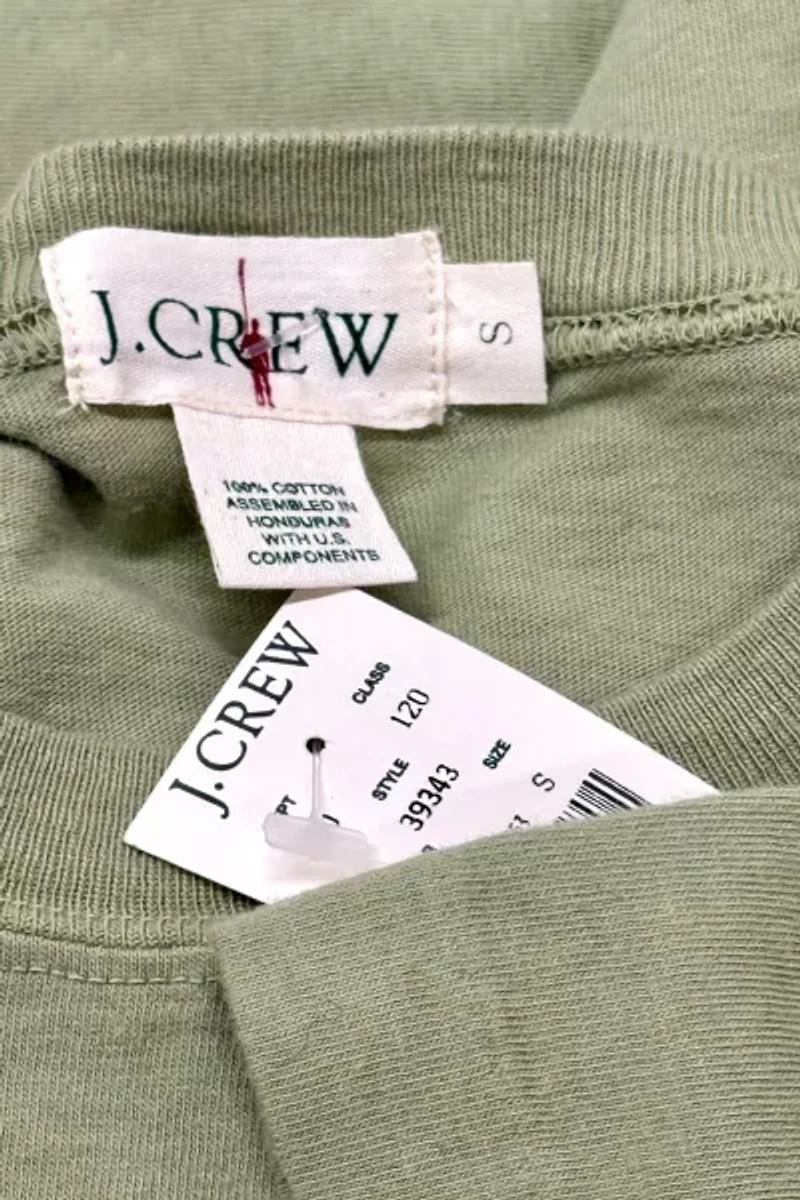 J.CREW
S
100% COTTON
ASSEMBLED IN
HONDURAS
WITH U.S.
COMPONENTS
J.CREW
CLASS
120
STYLE
39343
SIZE
S